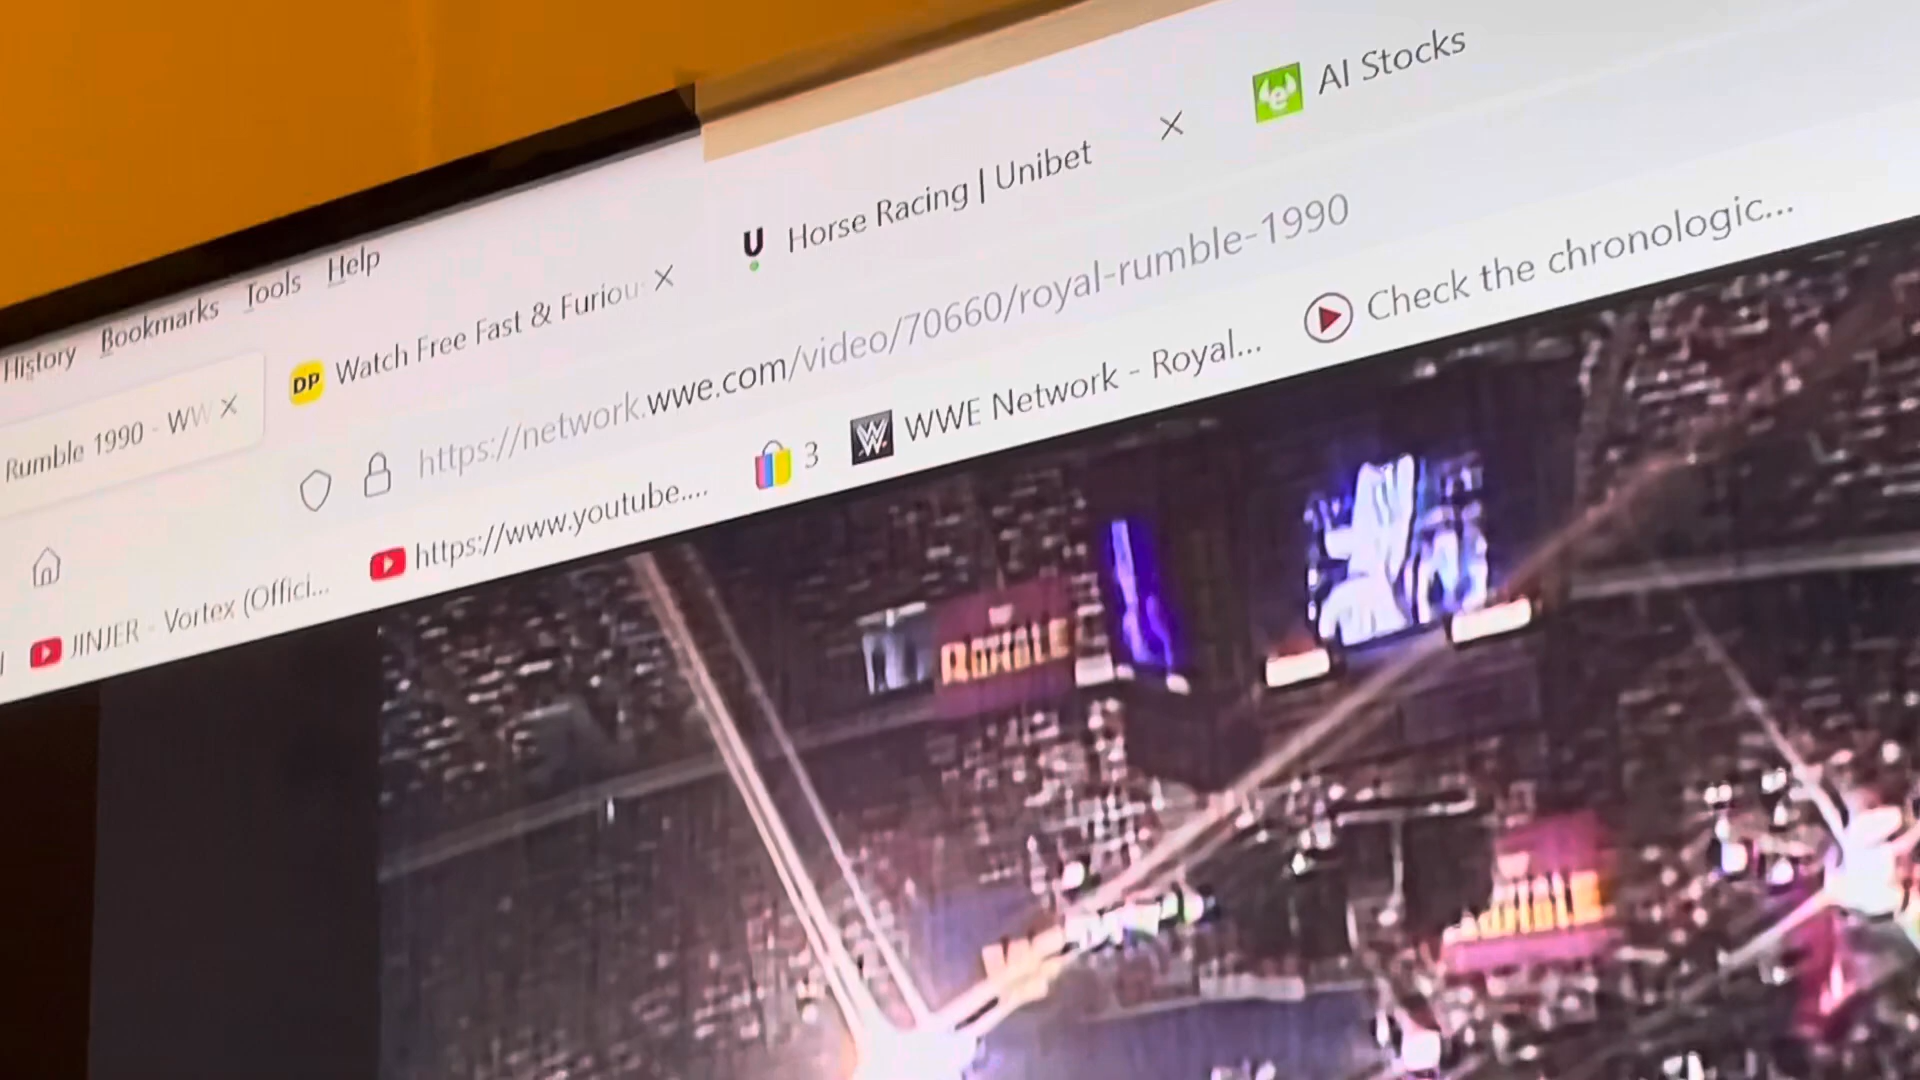 History Bookmarks Tools Help
Rumble 1990 - WW
DP Watch Free Fast & Furiou
U Horse Racing | Unibet
e AI Stocks
https://network.wwe.com/video/70660/royal-rumble-1990
JINJER - Vortex (Offici...
https://www.youtube....
3
W WWE Network - Royal...
Check the chronologic...
RUMBLE
RUMBLE